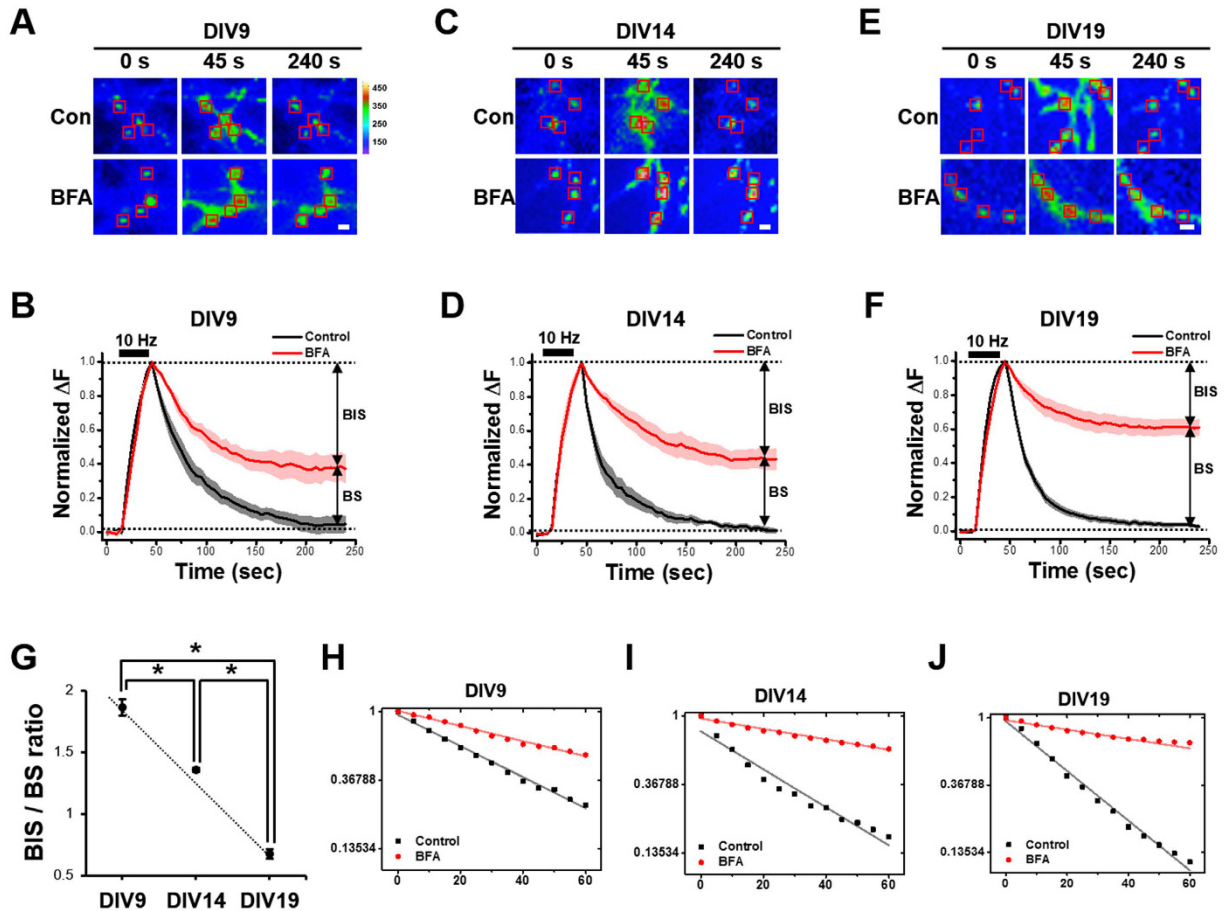 A
DIV9
0 s 45 s 240 s
Con
BFA
450
350
250
150
C
DIV14
0 s 45 s 240 s
Con
BFA
E
DIV19
0 s 45 s 240 s
Con
BFA
B
DIV9
10 Hz
Control
BFA
Normalized ΔF
1.0
0.8
0.6
0.4
0.2
0.0
BIS
BS
0 50 100 150 200 250
Time (sec)
D
DIV14
10 Hz
Control
BFA
Normalized ΔF
1.0
0.8
0.6
0.4
0.2
0.0
BIS
BS
0 50 100 150 200 250
Time (sec)
F
DIV19
10 Hz
Control
BFA
Normalized ΔF
1.0
0.8
0.6
0.4
0.2
0.0
BIS
BS
0 50 100 150 200 250
Time (sec)
G
*
* *
BIS / BS ratio
2
1.5
1
0.5
DIV9 DIV14 DIV19
H
DIV9
1
0.36788
0.13534
Control
BFA
0 20 40 60
I
DIV14
1
0.36788
0.13534
Control
BFA
0 20 40 60
J
DIV19
1
0.36788
0.13534
Control
BFA
0 20 40 60